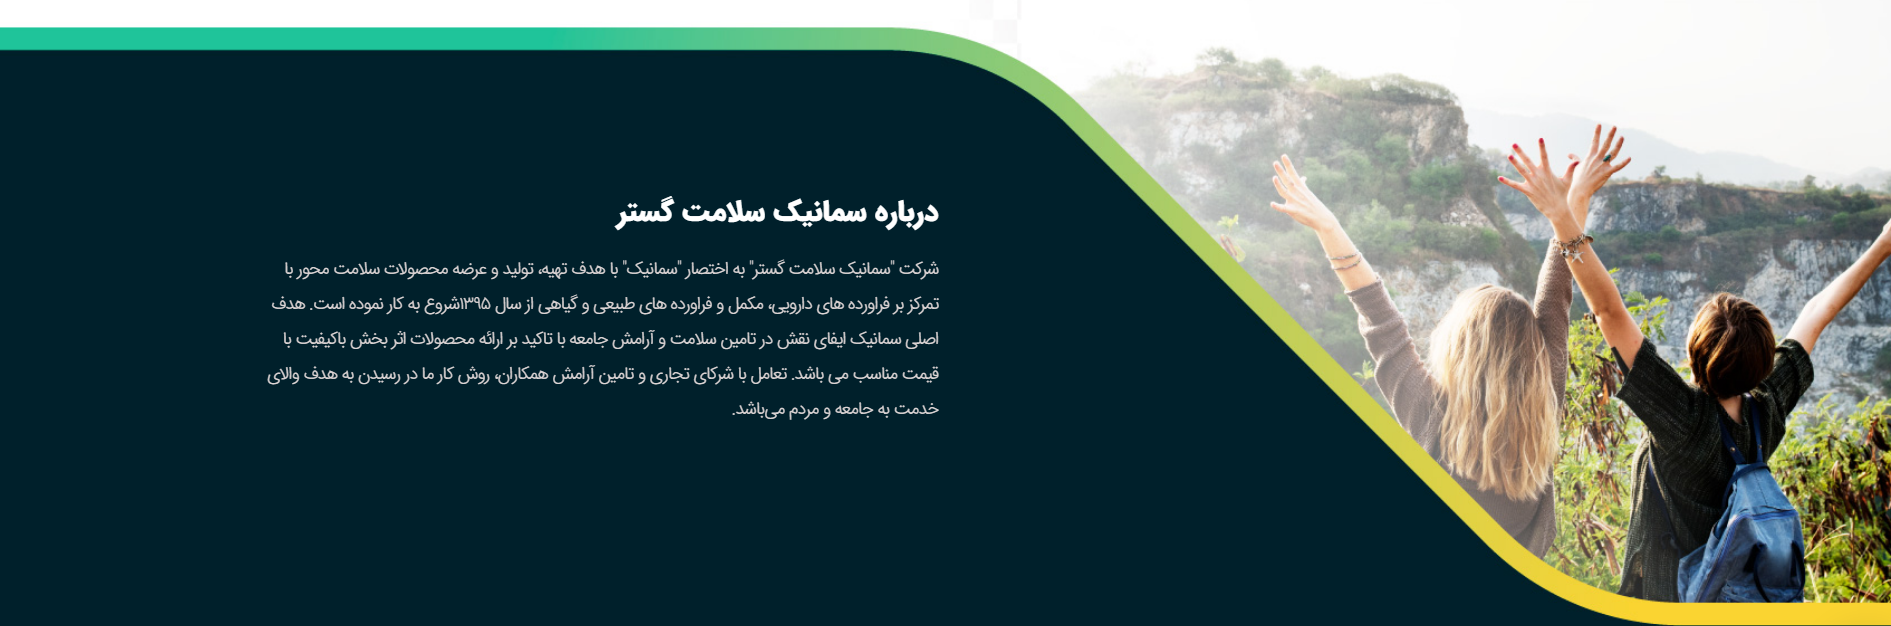 درباره سمانیک سلامت گستر
شرکت "سمانیک سلامت گستر" به اختصار "سمانیک" با هدف تهیه، تولید و عرضه محصولات سلامت محور با
تمرکز بر فراورده های دارویی، مکمل و فراورده های طبیعی و گیاهی از سال ۱۳۹۵شروع به کار نموده است. هدف
اصلی سمانیک ایفای نقش در تامین سلامت و آرامش جامعه با تاکید بر ارائه محصولات اثر بخش باکیفیت با
قیمت مناسب می باشد. تعامل با شرکای تجاری و تامین آرامش همکاران، روش کار ما در رسیدن به هدف والای
خدمت به جامعه و مردم می‌باشد.